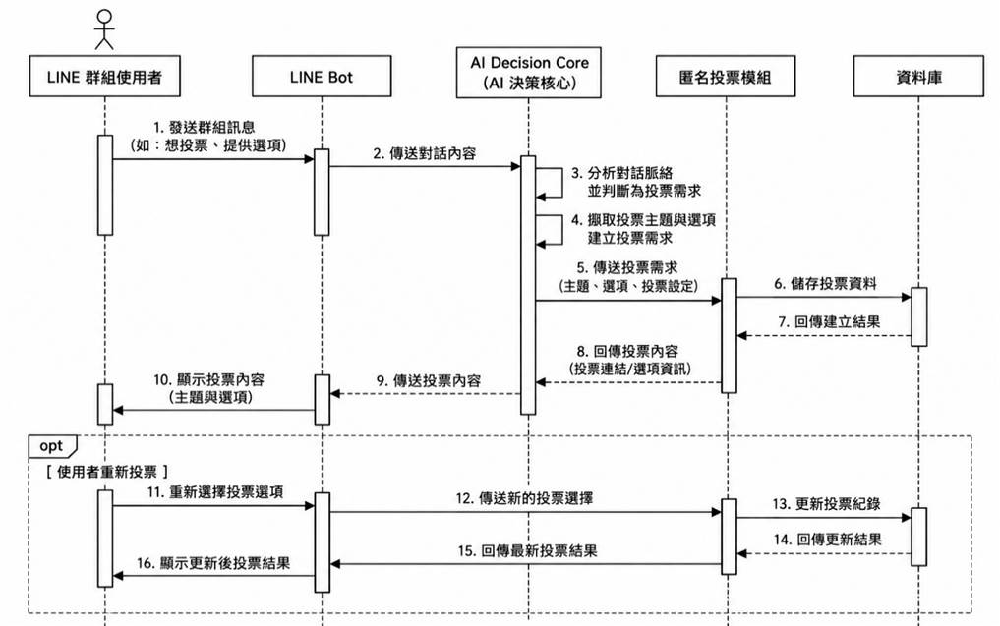 LINE 群組使用者
LINE Bot
AI Decision Core
(AI 決策核心)
匿名投票模組
資料庫
1. 發送群組訊息
(如：想投票、提供選項)
2. 傳送對話內容
3. 分析對話脈絡
並判斷為投票需求
4. 擷取投票主題與選項
建立投票需求
5. 傳送投票需求
(主題、選項、投票設定)
6. 儲存投票資料
7. 回傳建立結果
8. 回傳投票內容
(投票連結/選項資訊)
9. 傳送投票內容
10. 顯示投票內容
(主題與選項)
opt
[ 使用者重新投票 ]
11. 重新選擇投票選項
12. 傳送新的投票選擇
13. 更新投票紀錄
14. 回傳更新結果
15. 回傳最新投票結果
16. 顯示更新後投票結果